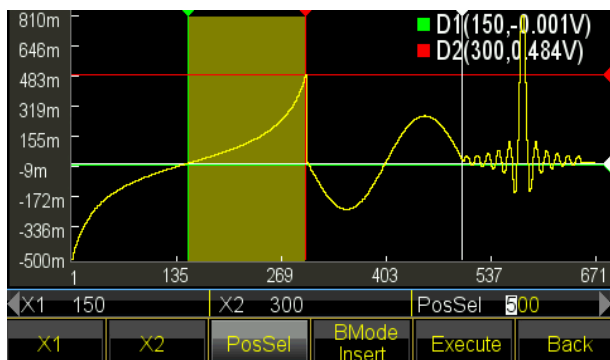 810m
646m
483m
319m
155m
-9m
-172m
-336m
-500m
D1(150,-0.001V)
D2(300,0.484V)
1 135 269 403 537 671
X1 150 X2 300 PosSel 500
X1 X2 PosSel BMode Insert Execute Back